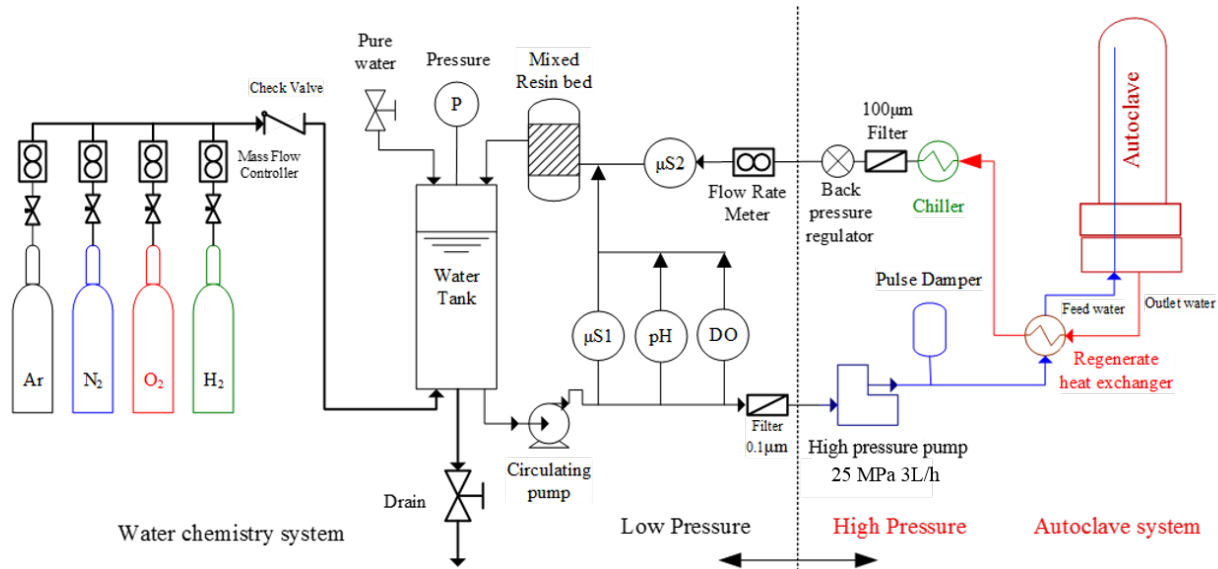 Pure
water
Pressure
Mixed
Resin bed
Check Valve
P
100μm
Filter
Autoclave
Mass Flow
Controller
μS2
Flow Rate
Meter
Back
pressure
regulator
Chiller
Water
Tank
Pulse Damper
Feed water
Outlet water
μS1
pH
DO
Regenerate
heat exchanger
Ar
N₂
O₂
H₂
Filter
0.1μm
High pressure pump
25 MPa 3L/h
Circulating
pump
Drain
Water chemistry system
Low Pressure
High Pressure
Autoclave system